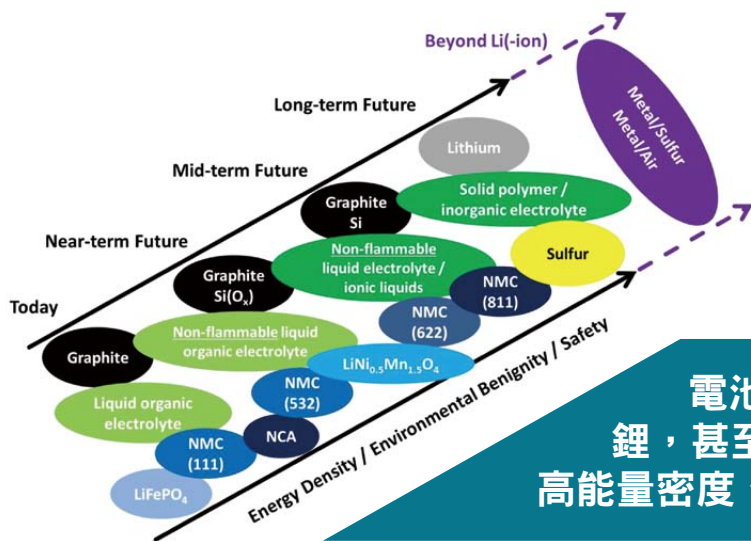 Beyond Li(-ion)
Long-term Future
Mid-term Future
Near-term Future
Today
Metal/Sulfur
Metal/Air
Lithium
Solid polymer /
inorganic electrolyte
Sulfur
Graphite
Si
Non-flammable
liquid electrolyte /
ionic liquids
NMC
(811)
NMC
(622)
Graphite
Si(Oₓ)
Non-flammable liquid
organic electrolyte
LiNi₀.₅Mn₁.₅O₄
NMC
(532)
Graphite
Liquid organic
electrolyte
NCA
NMC
(111)
LiFePO₄
Energy Density / Environmental Benignity / Safety
電池
鋰，甚至
高能量密度